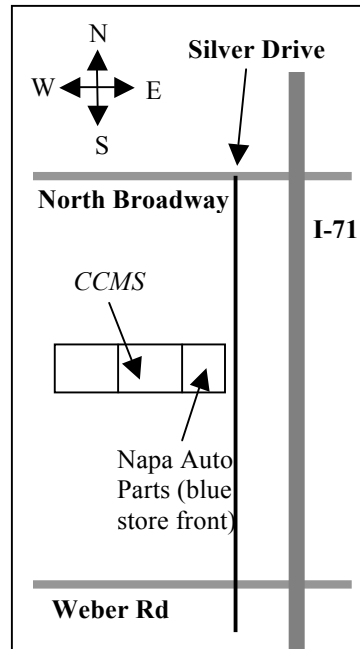 N
Silver Drive
W
E
S
North Broadway
I-71
CCMS
Napa Auto
Parts (blue
store front)
Weber Rd